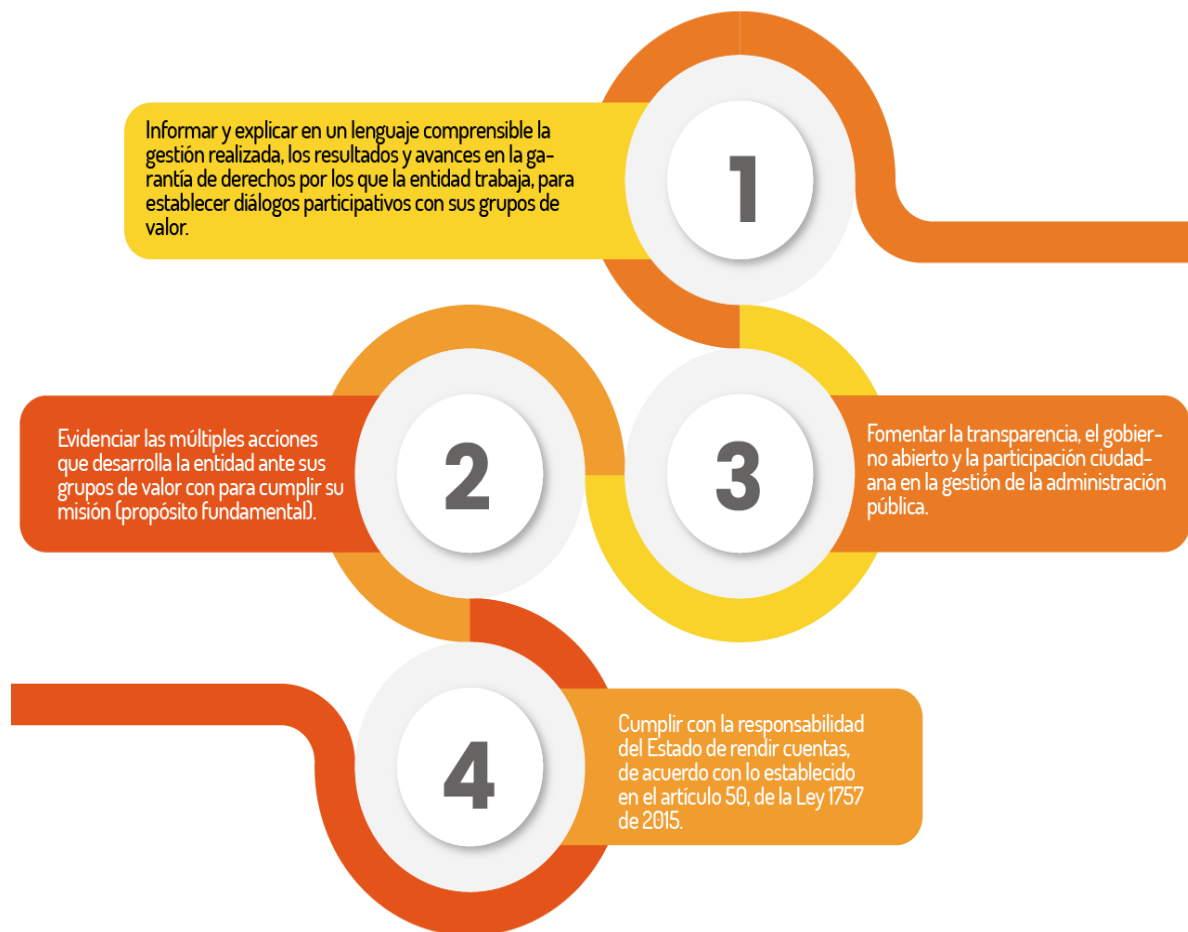 Informar y explicar en un lenguaje comprensible la
gestión realizada, los resultados y avances en la ga-
rantía de derechos por los que la entidad trabaja, para
establecer diálogos participativos con sus grupos de
valor.
1
Evidenciar las múltiples acciones
que desarrolla la entidad ante sus
grupos de valor con para cumplir su
misión (propósito fundamental).
2
3
Fomentar la transparencia, el gobier-
no abierto y la participación ciudad-
ana en la gestión de la administración
pública.
4
Cumplir con la responsabilidad
del Estado de rendir cuentas,
de acuerdo con lo establecido
en el artículo 50, de la Ley 1757
de 2015.